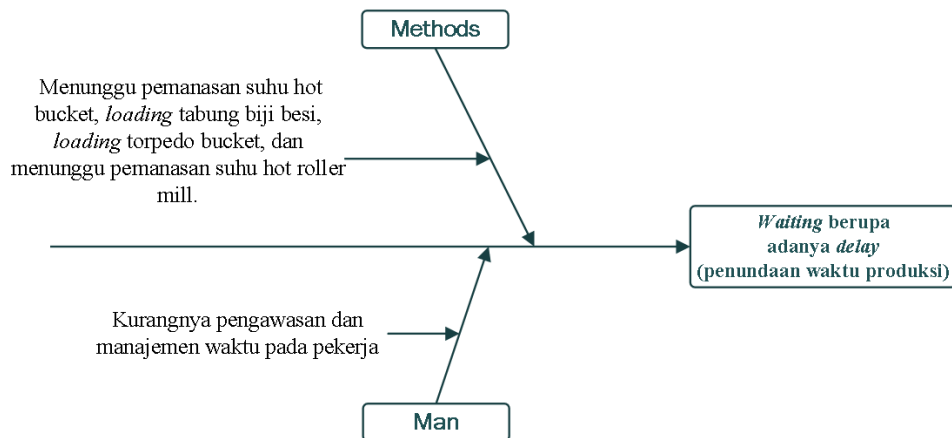 Methods
Menunggu pemanasan suhu hot
bucket, loading tabung biji besi,
loading torpedo bucket, dan
menunggu pemanasan suhu hot roller
mill.
Waiting berupa
adanya delay
(penundaan waktu produksi)
Kurangnya pengawasan dan
manajemen waktu pada pekerja
Man